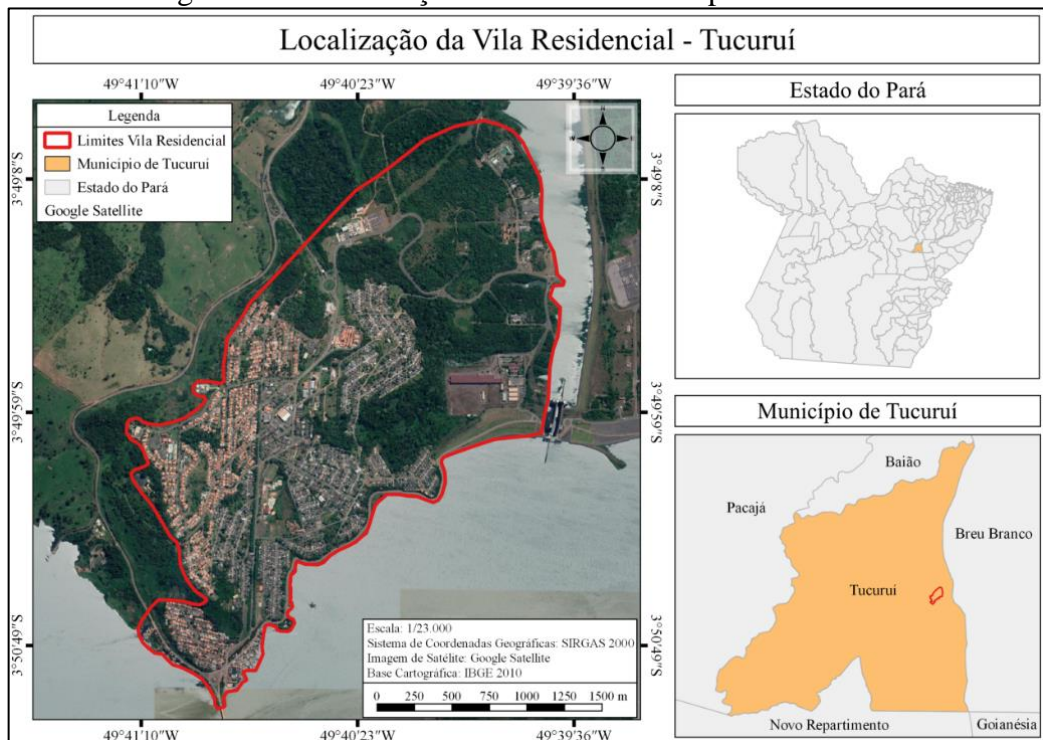 Localização da Vila Residencial - Tucuruí
49°41'10"W 49°40'23"W 49°39'36"W
Legenda
Limites Vila Residencial
Município de Tucuruí
Estado do Pará
Google Satellite
3°49'8"S 3°49'8"S
3°49'59"S 3°49'59"S
3°50'49"S 3°50'49"S
Escala: 1/23.000
Sistema de Coordenadas Geográficas: SIRGAS 2000
Imagem de Satélite: Google Satellite
Base Cartográfica: IBGE 2010
0 250 500 750 1000 1250 1500 m
49°41'10"W 49°40'23"W 49°39'36"W
Estado do Pará
Município de Tucuruí
Baião
Pacajá
Breu Branco
Tucuruí
Novo Repartimento
Goianésia